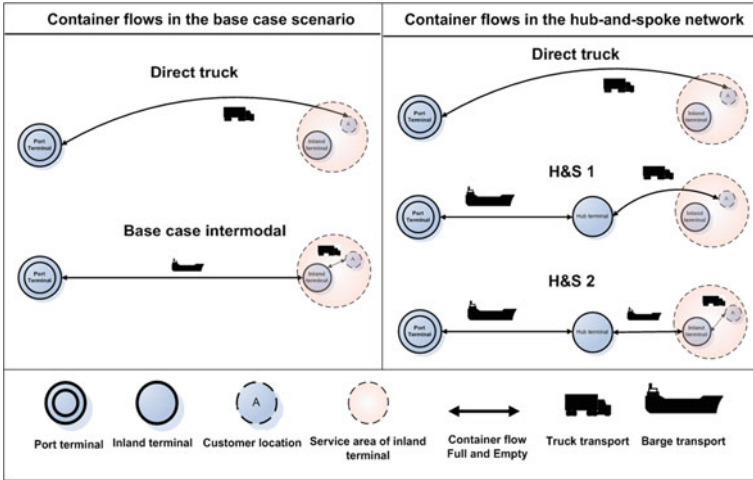 Container flows in the base case scenario
Direct truck
Port
Terminal
A
Inland
terminal
Base case intermodal
Port
Terminal
A
Inland
terminal
Container flows in the hub-and-spoke network
Direct truck
Port
Terminal
A
Inland
terminal
H&S 1
Port
Terminal
Hub terminal
A
Inland
terminal
H&S 2
Port
Terminal
Hub terminal
A
Inland
terminal
A
Port terminal
Inland terminal
Customer location
Service area of inland
terminal
Container flow
Full and Empty
Truck transport
Barge transport